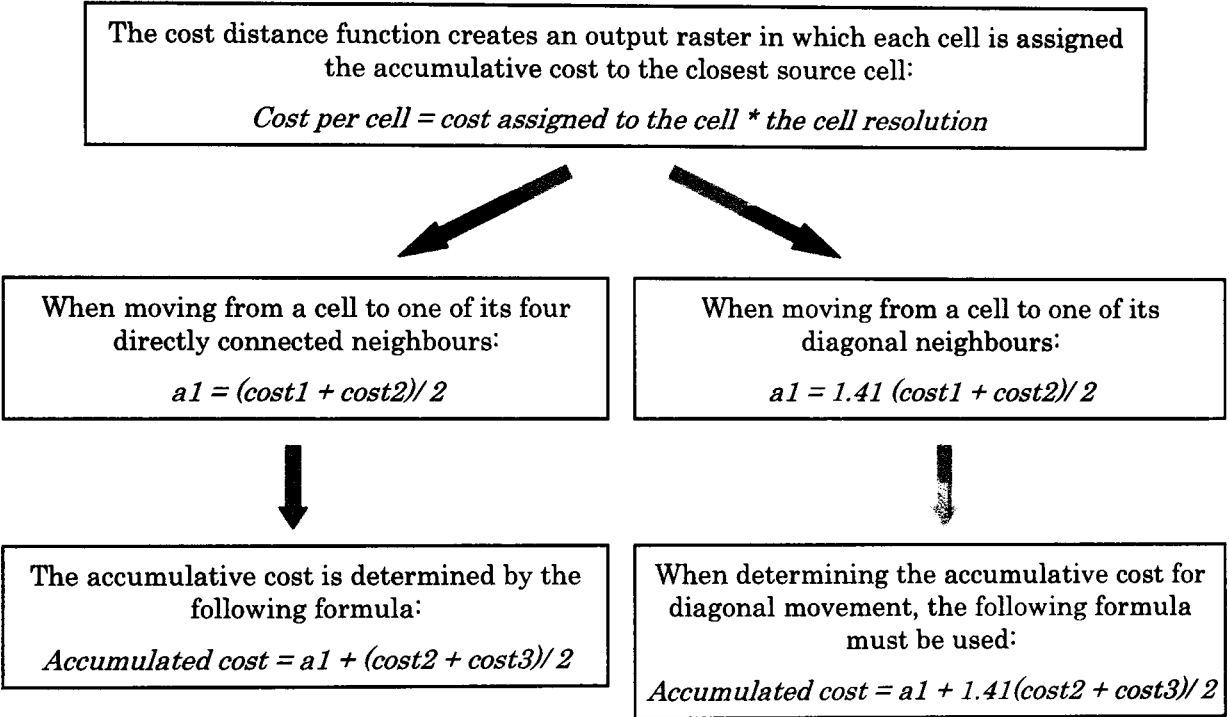 The cost distance function creates an output raster in which each cell is assigned
the accumulative cost to the closest source cell:
Cost per cell = cost assigned to the cell * the cell resolution
When moving from a cell to one of its four
directly connected neighbours:
a1 = (cost1 + cost2)/ 2
When moving from a cell to one of its
diagonal neighbours:
a1 = 1.41 (cost1 + cost2)/ 2
The accumulative cost is determined by the
following formula:
Accumulated cost = a1 + (cost2 + cost3)/ 2
When determining the accumulative cost for
diagonal movement, the following formula
must be used:
Accumulated cost = a1 + 1.41(cost2 + cost3)/ 2